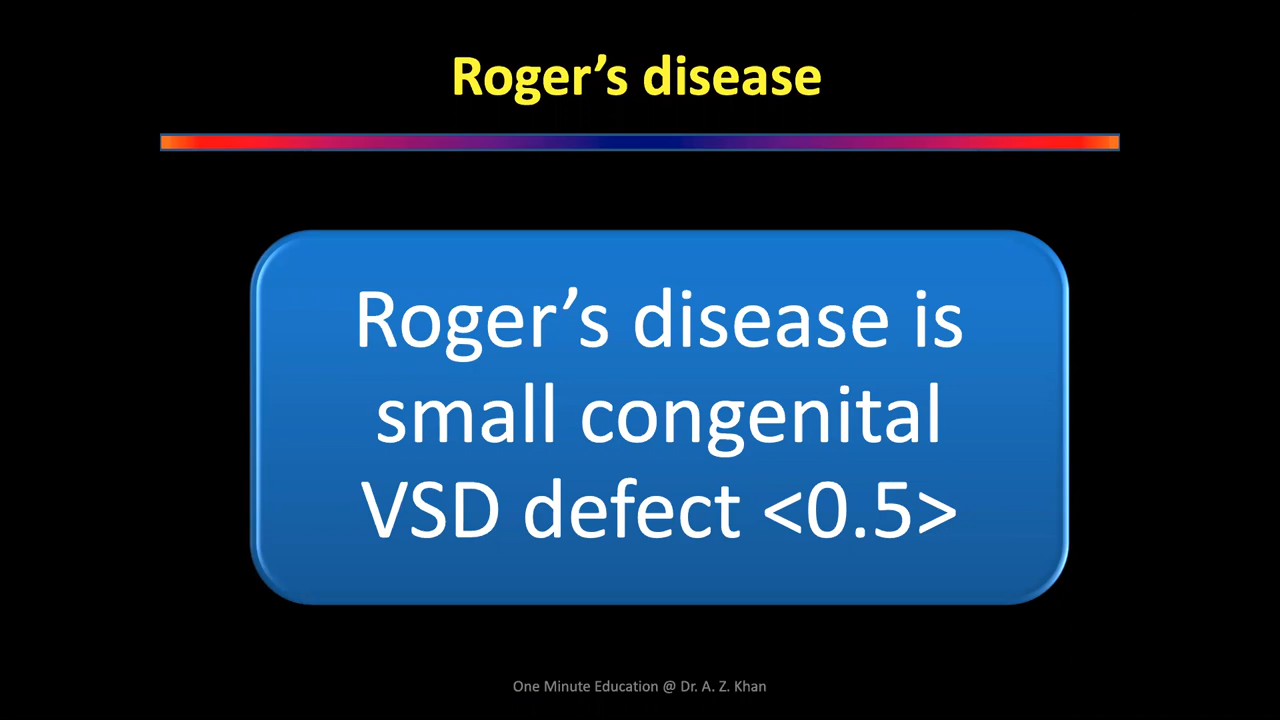 Roger’s disease
Roger’s disease is
small congenital
VSD defect <0.5>
One Minute Education @ Dr. A. Z. Khan